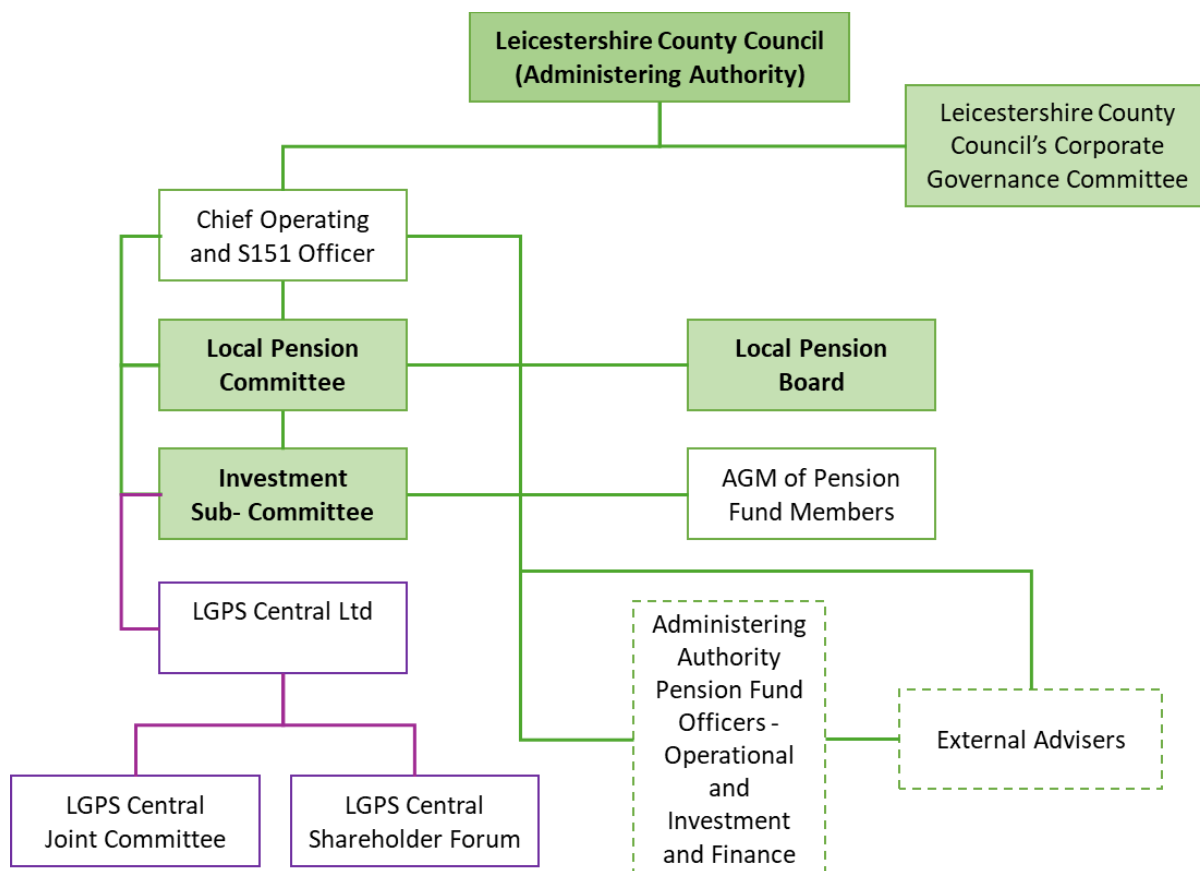 Leicestershire County Council
(Administering Authority)
Leicestershire County
Council’s Corporate
Governance Committee
Chief Operating
and S151 Officer
Local Pension
Committee
Local Pension
Board
Investment
Sub- Committee
AGM of Pension
Fund Members
LGPS Central Ltd
Administering
Authority
Pension Fund
Officers -
Operational
and
Investment
and Finance
External Advisers
LGPS Central
Joint Committee
LGPS Central
Shareholder Forum